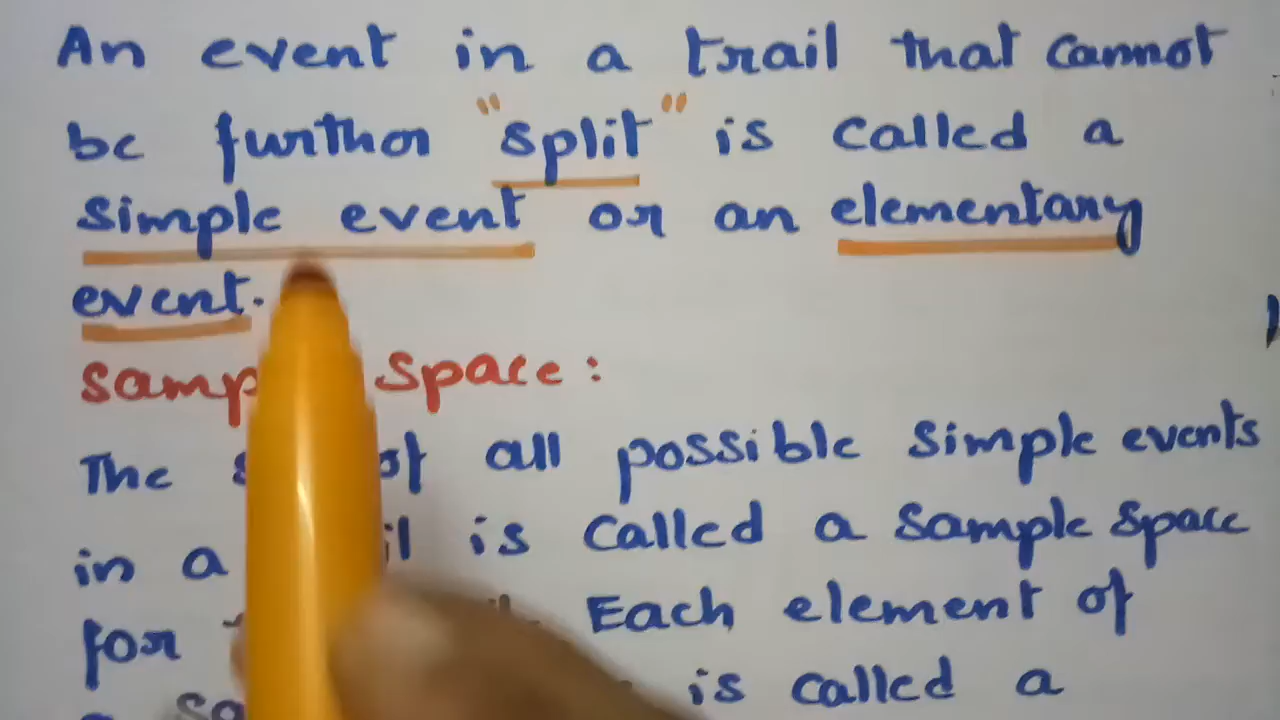 An event in a trail that cannot
be further "split" is called a
simple event or an elementary
event.
Space:
The of all possible simple events
in a is called a sample space
for Each element of
is called a